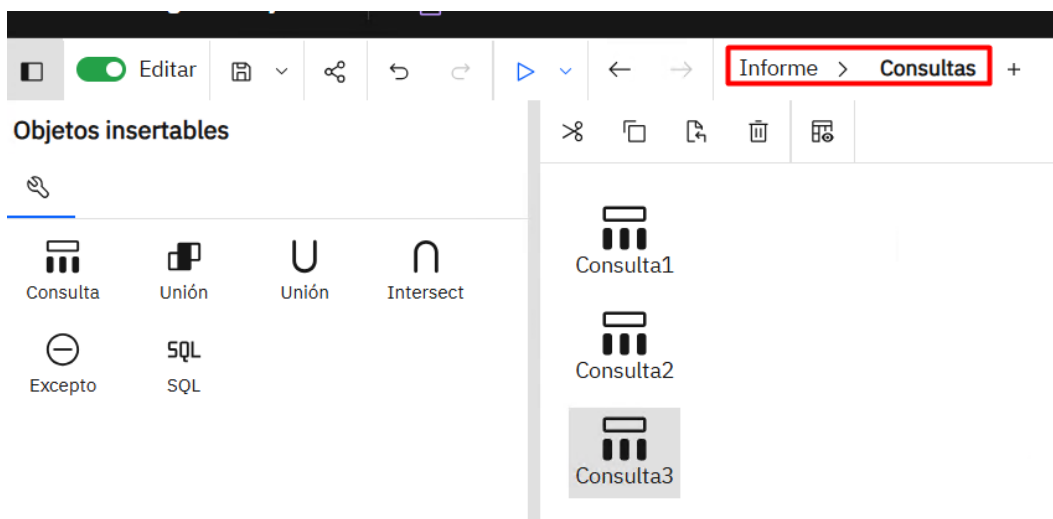 Editar
Informe > Consultas +
Objetos insertables
Consulta Unión Unión Intersect
Excepto SQL SQL
Consulta1
Consulta2
Consulta3